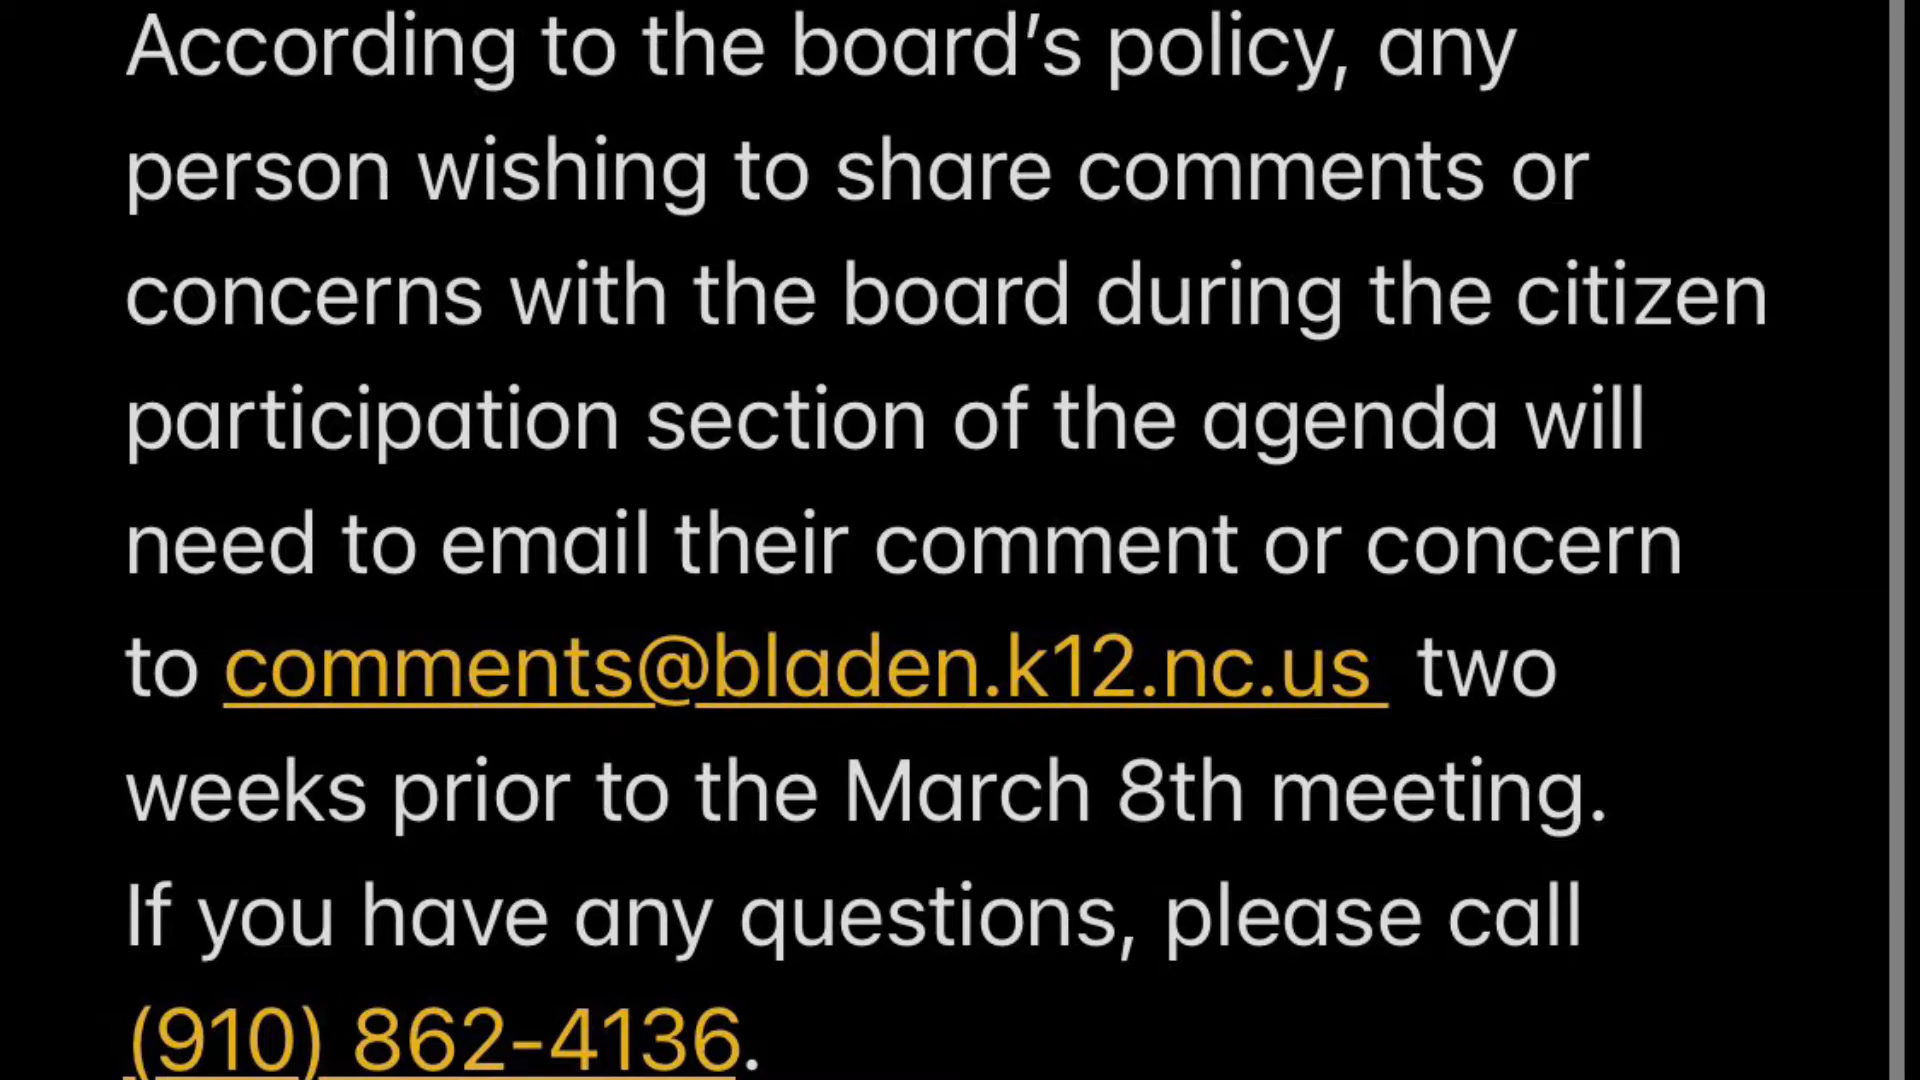 According to the board’s policy, any
person wishing to share comments or
concerns with the board during the citizen
participation section of the agenda will
need to email their comment or concern
to comments@bladen.k12.nc.us  two
weeks prior to the March 8th meeting.
If you have any questions, please call
(910) 862-4136.